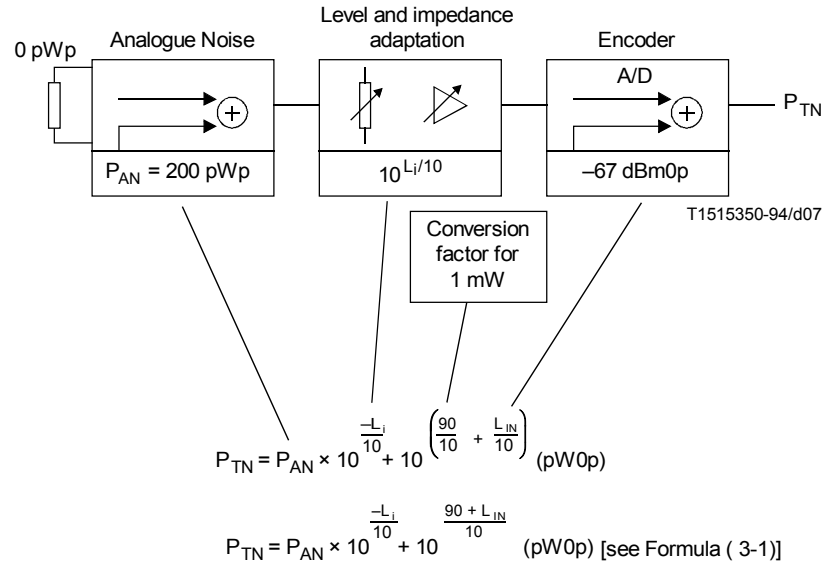 0 pWp
Analogue Noise
Level and impedance
adaptation
Encoder
A/D
P_TN
P_AN = 200 pWp
10^{L_i/10}
–67 dBm0p
T1515350-94/d07
Conversion
factor for
1 mW
P_TN = P_AN × 10^{–L_i/10} + 10^{(90/10 + L_IN/10)} (pW0p)
P_TN = P_AN × 10^{–L_i/10} + 10^{(90 + L_IN)/10} (pW0p) [see Formula ( 3-1)]